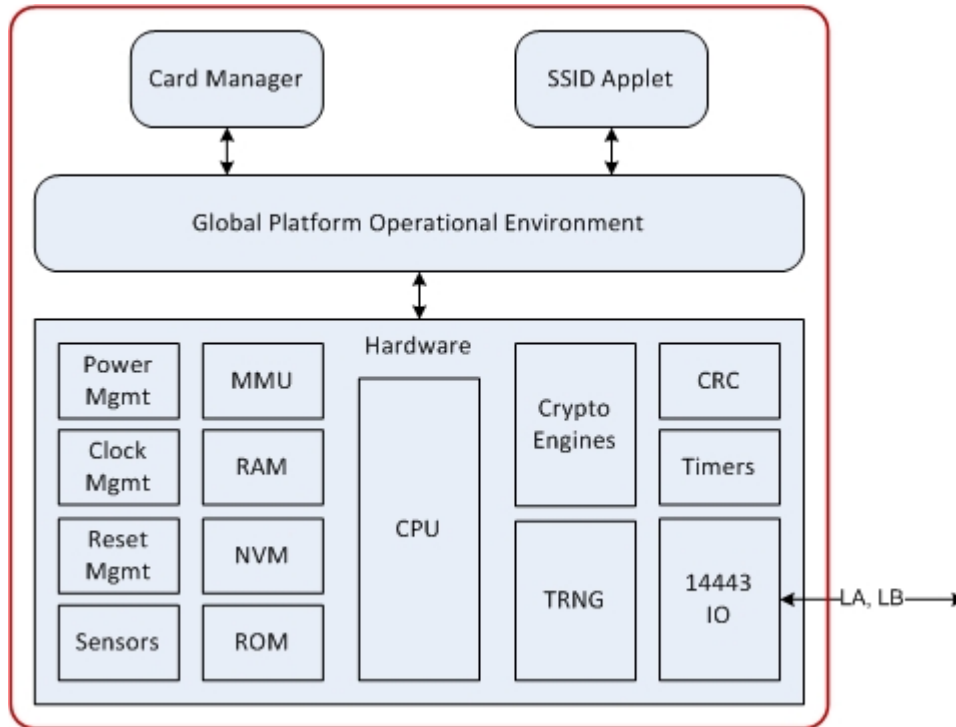 Card Manager
SSID Applet
Global Platform Operational Environment
Hardware
Power
Mgmt
MMU
Crypto
Engines
CRC
Clock
Mgmt
RAM
CPU
Timers
Reset
Mgmt
NVM
TRNG
14443
IO
LA, LB
Sensors
ROM